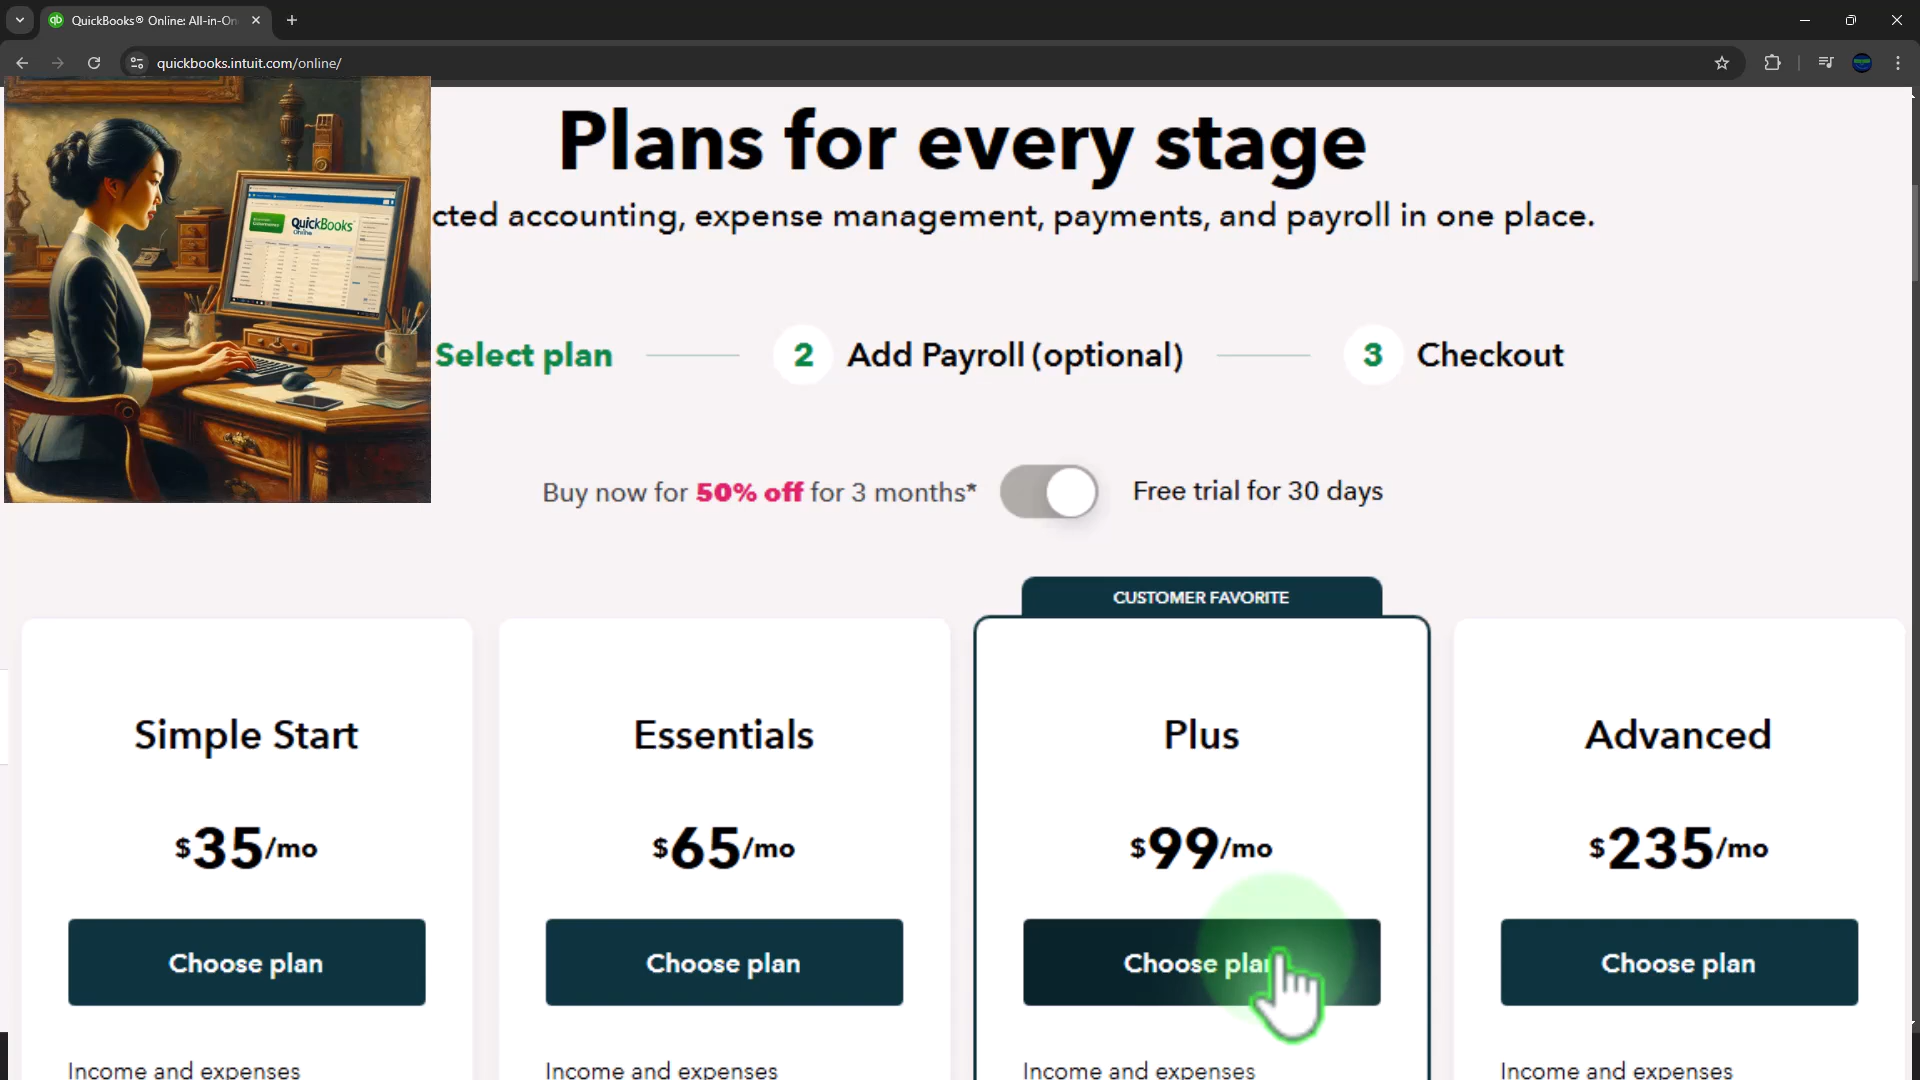 QuickBooks® Online: All-in-On
quickbooks.intuit.com/online/
Plans for every stage
cted accounting, expense management, payments, and payroll in one place.
QuickBooks
Select plan
2 Add Payroll (optional)
3 Checkout
Buy now for 50% off for 3 months*
Free trial for 30 days
CUSTOMER FAVORITE
Simple Start
Essentials
Plus
Advanced
$35/mo
$65/mo
$99/mo
$235/mo
Choose plan
Choose plan
Choose plan
Choose plan
Income and expenses
Income and expenses
Income and expenses
Income and expenses